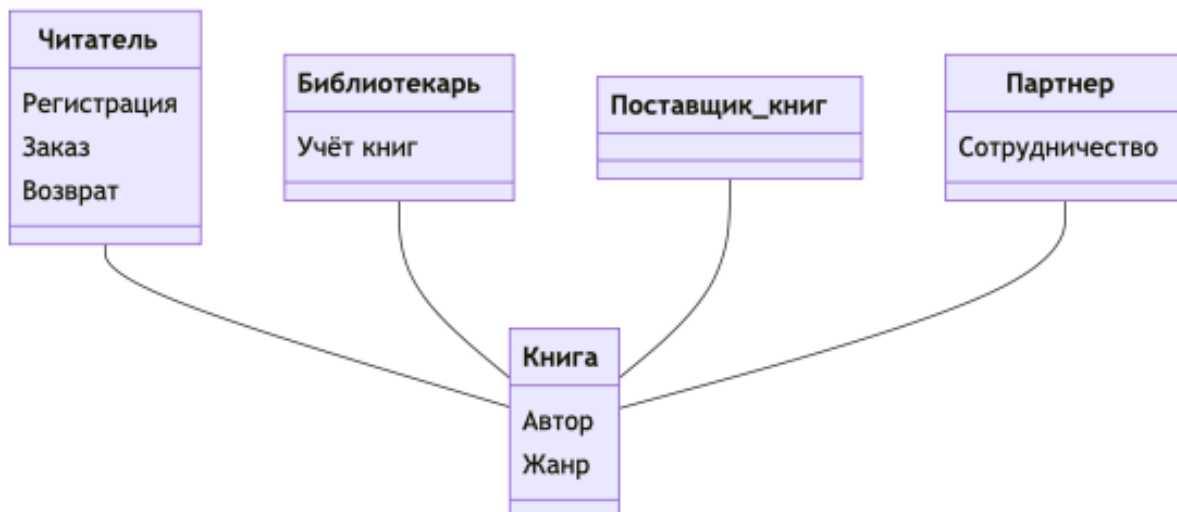 Читатель
Регистрация
Заказ
Возврат
Библиотекарь
Учёт книг
Поставщик_книг
Партнер
Сотрудничество
Книга
Автор
Жанр